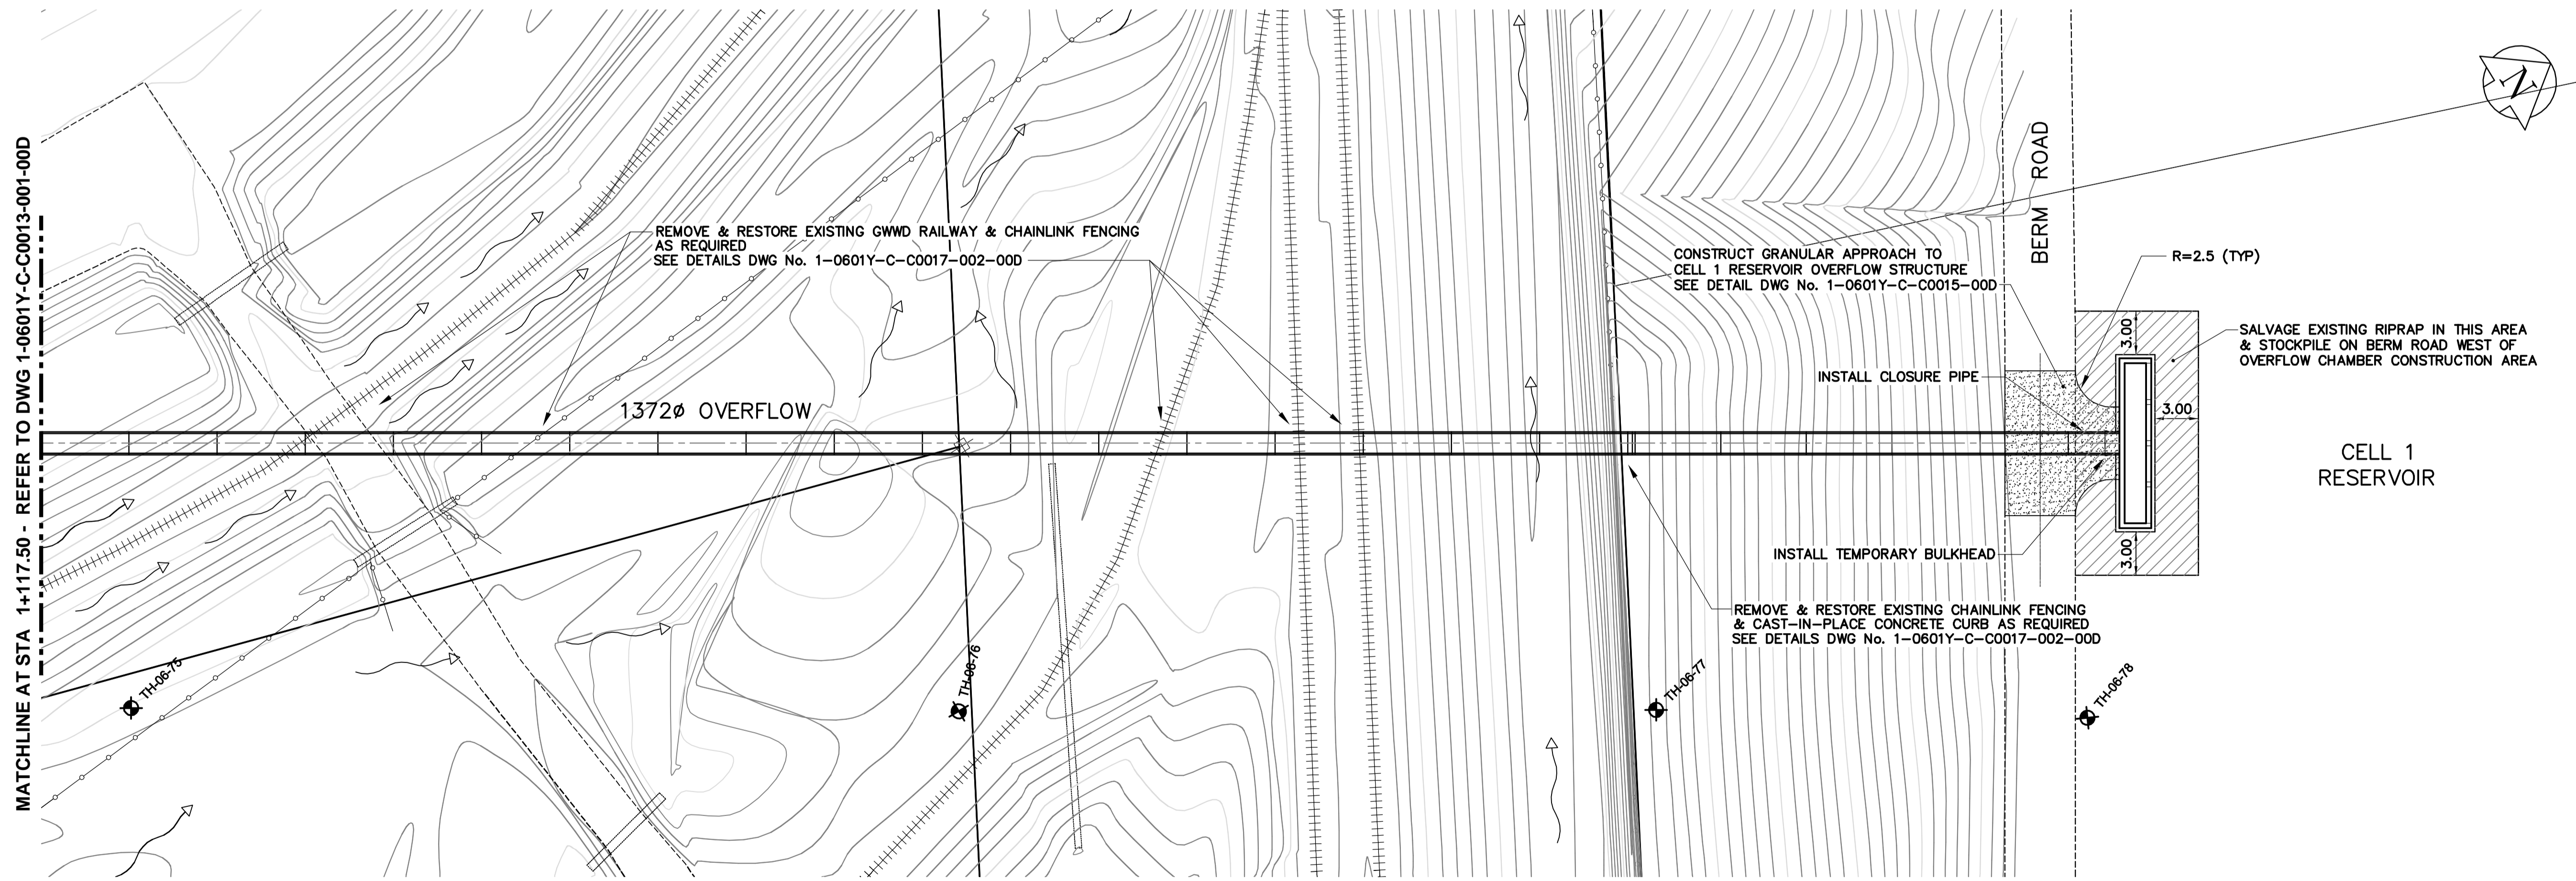 MATCHLINE AT STA 1+117.50 - REFER TO DWG 1-0601Y-C-C0013-001-00D
REMOVE & RESTORE EXISTING GWWD RAILWAY & CHAINLINK FENCING
AS REQUIRED
SEE DETAILS DWG No. 1-0601Y-C-C0017-002-00D
1372ø OVERFLOW
TH-06-75
TH-06-76
CONSTRUCT GRANULAR APPROACH TO
CELL 1 RESERVOIR OVERFLOW STRUCTURE
SEE DETAIL DWG No. 1-0601Y-C-C0015-00D
INSTALL CLOSURE PIPE
INSTALL TEMPORARY BULKHEAD
REMOVE & RESTORE EXISTING CHAINLINK FENCING
& CAST-IN-PLACE CONCRETE CURB AS REQUIRED
SEE DETAILS DWG No. 1-0601Y-C-C0017-002-00D
TH-06-77
TH-06-78
BERM ROAD
N
R=2.5 (TYP)
3.00
SALVAGE EXISTING RIPRAP IN THIS AREA
& STOCKPILE ON BERM ROAD WEST OF
OVERFLOW CHAMBER CONSTRUCTION AREA
3.00
3.00
CELL 1
RESERVOIR